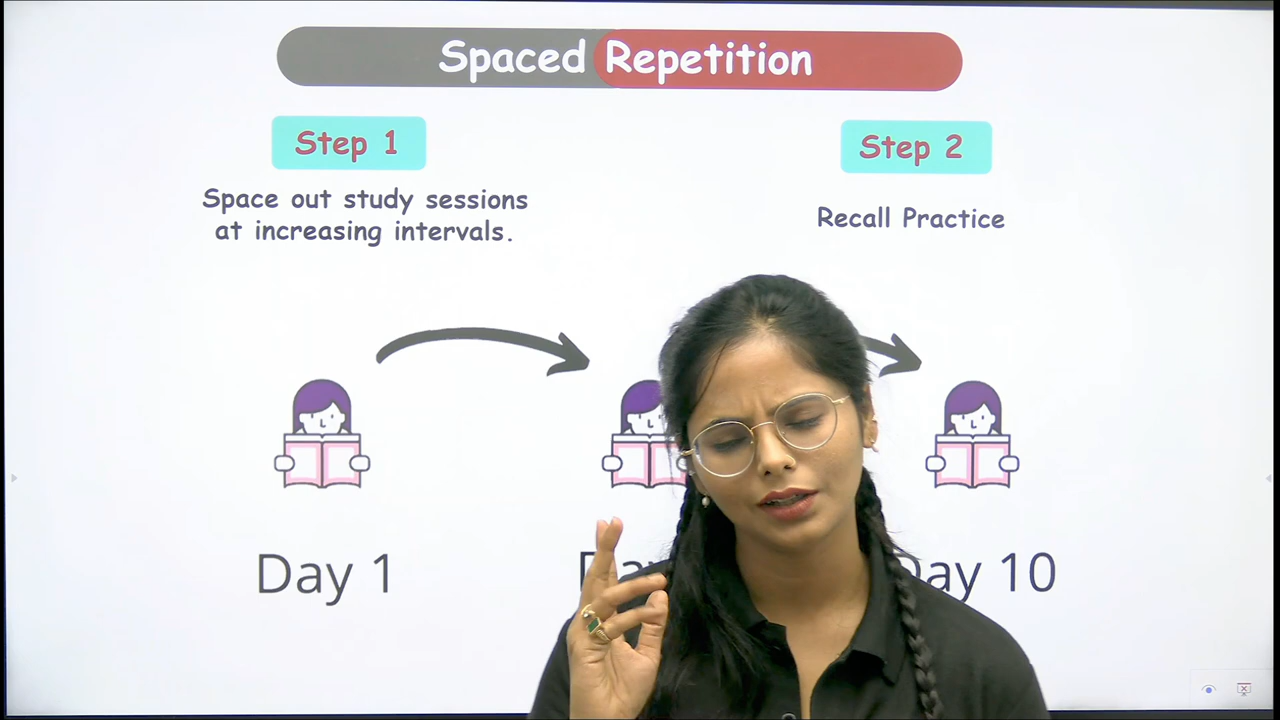 Spaced Repetition
Step 1
Space out study sessions
at increasing intervals.
Step 2
Recall Practice
Day 1
Day 10